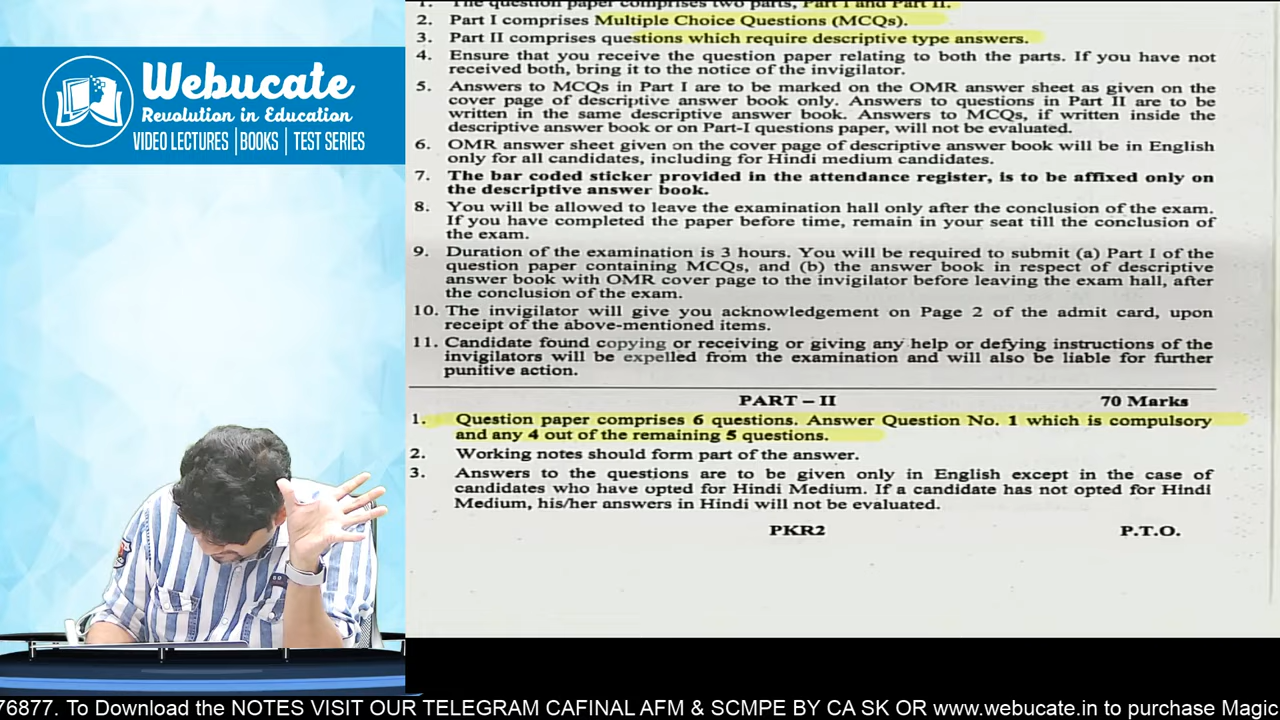 Webucate
Revolution in Education
VIDEO LECTURES | BOOKS | TEST SERIES
1. The question paper comprises two parts, Part I and Part II.
2. Part I comprises Multiple Choice Questions (MCQs).
3. Part II comprises questions which require descriptive type answers.
4. Ensure that you receive the question paper relating to both the parts. If you have not
received both, bring it to the notice of the invigilator.
5. Answers to MCQs in Part I are to be marked on the OMR answer sheet as given on the
cover page of descriptive answer book only. Answers to questions in Part II are to be
written in the same descriptive answer book. Answers to MCQs, if written inside the
descriptive answer book or on Part-I questions paper, will not be evaluated.
6. OMR answer sheet given on the cover page of descriptive answer book will be in English
only for all candidates, including for Hindi medium candidates.
7. The bar coded sticker provided in the attendance register, is to be affixed only on
the descriptive answer book.
8. You will be allowed to leave the examination hall only after the conclusion of the exam.
If you have completed the paper before time, remain in your seat till the conclusion of
the exam.
9. Duration of the examination is 3 hours. You will be required to submit (a) Part I of the
question paper containing MCQs, and (b) the answer book in respect of descriptive
answer book with OMR cover page to the invigilator before leaving the exam hall, after
the conclusion of the exam.
10. The invigilator will give you acknowledgement on Page 2 of the admit card, upon
receipt of the above-mentioned items.
11. Candidate found copying or receiving or giving any help or defying instructions of the
invigilators will be expelled from the examination and will also be liable for further
punitive action.
PART – II 70 Marks
1. Question paper comprises 6 questions. Answer Question No. 1 which is compulsory
and any 4 out of the remaining 5 questions.
2. Working notes should form part of the answer.
3. Answers to the questions are to be given only in English except in the case of
candidates who have opted for Hindi Medium. If a candidate has not opted for Hindi
Medium, his/her answers in Hindi will not be evaluated.
PKR2 P.T.O.
76877. To Download the NOTES VISIT OUR TELEGRAM CAFINAL AFM & SCMPE BY CA SK OR www.webucate.in to purchase Magic